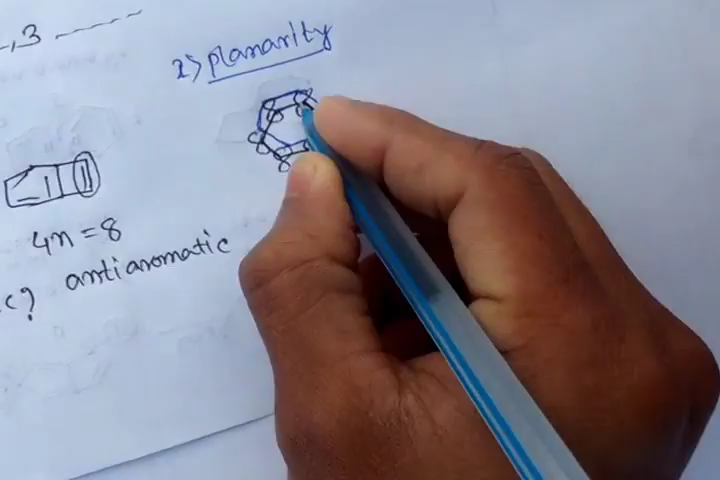 ,3
2) planarity
4n = 8
c? antiaromatic